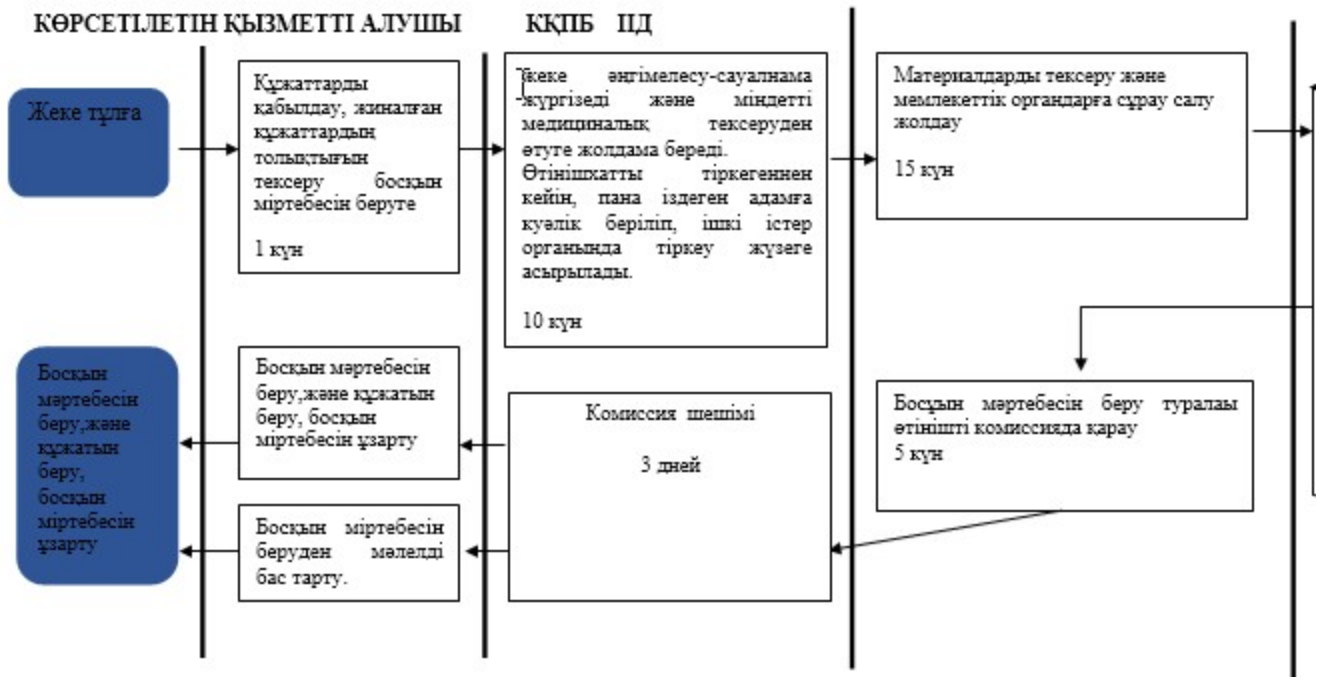 КӨРСЕТІЛЕТІН ҚЫЗМЕТТІ АЛУШЫ ККПБ ПД
Жеке тұлға
Құжаттарды
қабылдау, жиналған
құжаттардың
толықтығын
тексеру босқын
міртебесін беруге
1 күн
жеке әңгімелесу-сауалнама
жүргізеді және міндетті
медициналық тексеруден
өтуге жолдама береді.
Өтінішхатты тіркегеннен
кейін, пана іздеген адамға
куәлік беріліп, ішкі істер
органында тіркеу жүзеге
асырылады.
10 күн
Материалдарды тексеру және
мемлекеттік органдарға сұрау салу
жолдау
15 күн
Босқын
мәртебесін
беру,және
құжатын
беру,
босқын
міртебесін
ұзарту
Босқын мәртебесін
беру,және құжатын
беру, босқын
міртебесін ұзарту
Босқын міртебесін
беруден мәлелді
бас тарту.
Комиссия шешімі
3 дней
Босұын мәртебесін беру туралаы
өтінішті комиссияда қарау
5 күн